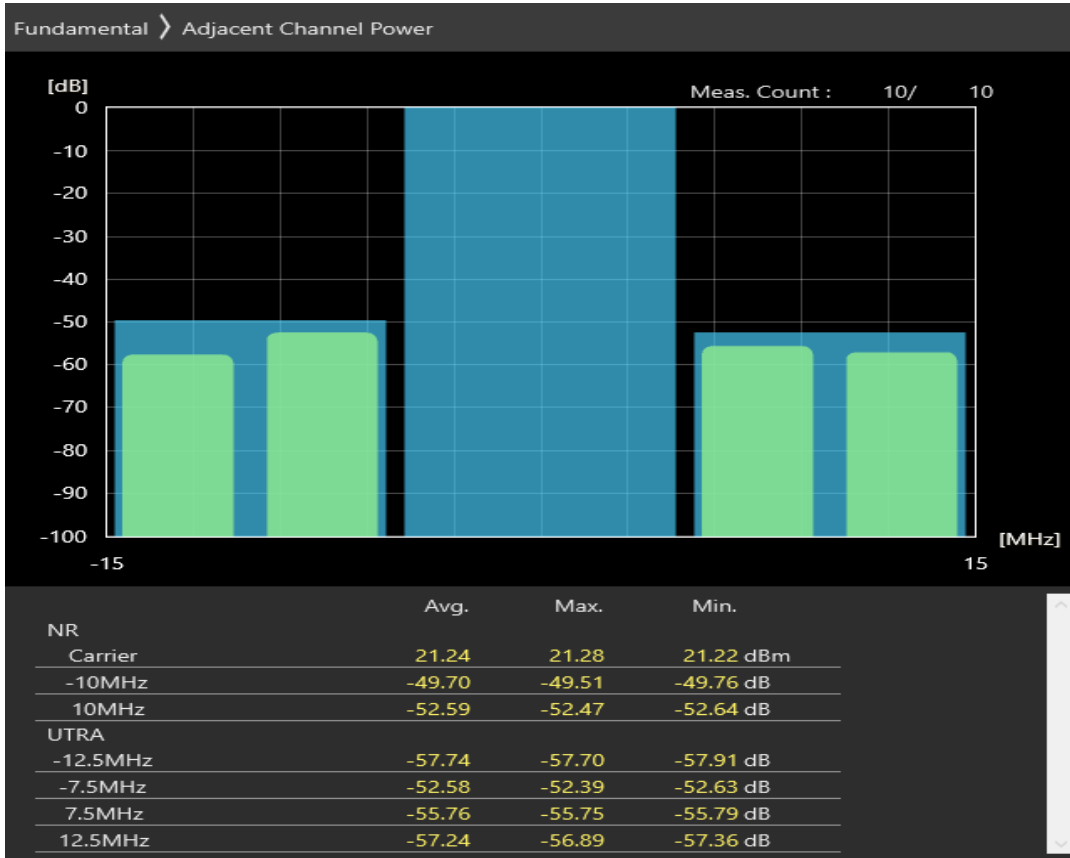 Fundamental 〉 Adjacent Channel Power
[dB]
Meas. Count : 10/ 10
0
-10
-20
-30
-40
-50
-60
-70
-80
-90
-100
[MHz]
-15 15
Avg. Max. Min.
NR
Carrier 21.24 21.28 21.22 dBm
-10MHz -49.70 -49.51 -49.76 dB
10MHz -52.59 -52.47 -52.64 dB
UTRA
-12.5MHz -57.74 -57.70 -57.91 dB
-7.5MHz -52.58 -52.39 -52.63 dB
7.5MHz -55.76 -55.75 -55.79 dB
12.5MHz -57.24 -56.89 -57.36 dB